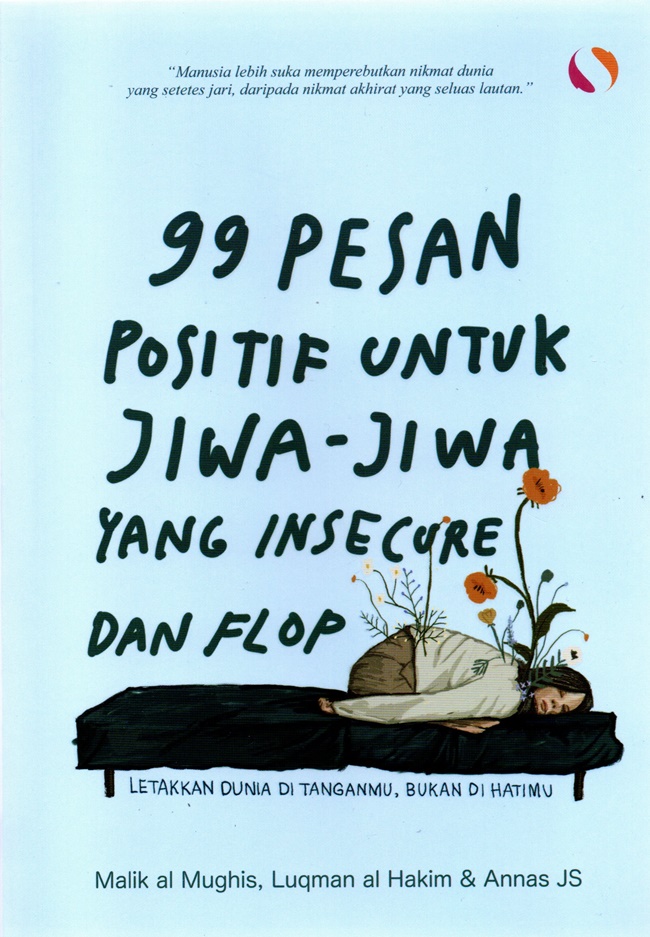 “Manusia lebih suka memperebutkan nikmat dunia
yang setetes jari, daripada nikmat akhirat yang seluas lautan.”
99 PESAN
POSITIF UNTUK
JIWA-JIWA
YANG INSECURE
DAN FLOP
LETAKKAN DUNIA DI TANGANMU, BUKAN DI HATIMU
Malik al Mughis, Luqman al Hakim & Annas JS